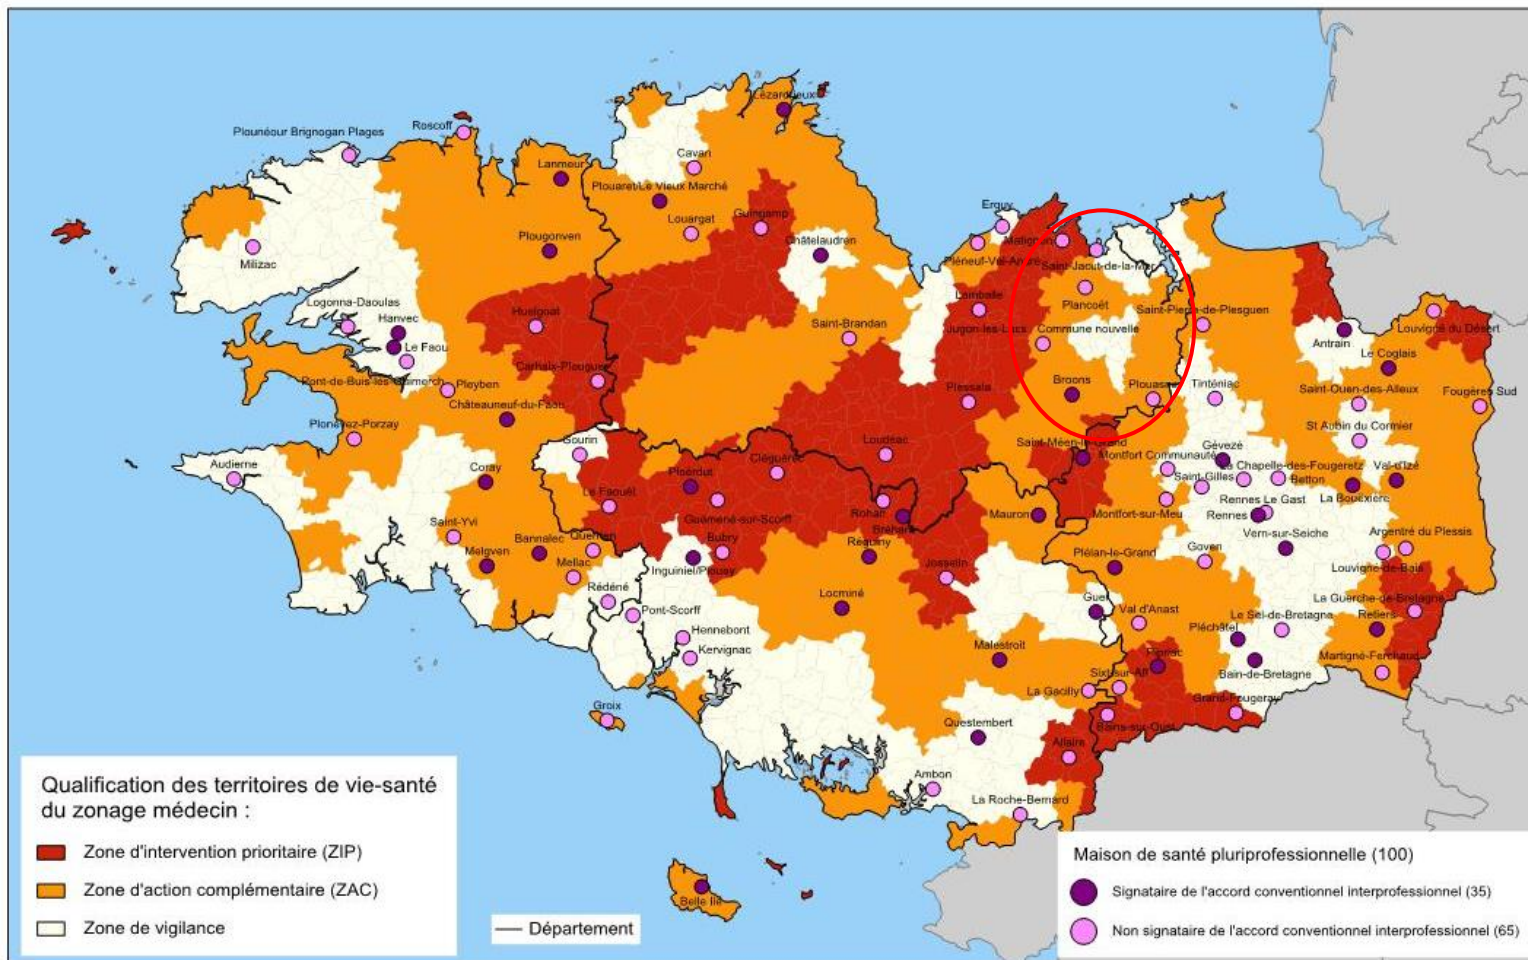 Lézardrieux
Roscoff
Plounéour Brignogan Plages
Cavan
Lanmeur
Plouaret/Le Vieux Marché
Erquy
Guingamp
Louargat
Matignon
Châtelaudren
Plougonven
Pléneuf-Val-André
Milizac
Saint-Jacut-de-la-Mer
Lamballe
Plancoët
Logonna-Daoulas
Huelgoat
Saint-Pierre-de-Plesguen
Hanvec
Saint-Brandan
Jugon-les-Lacs
Commune nouvelle
Louvigné du Désert
Antrain
Le Faou
Carhaix-Plouguer
Le Coglais
Pont-de-Buis-lès-Quimerch
Pleyben
Plessala
Broons
Plouasne
Tinténiac
Saint-Ouen-des-Alleux
Fougères Sud
Châteauneuf-du-Faou
Plonévez-Porzay
St Aubin du Cormier
Gourin
Loudéac
Saint-Méen-le-Grand
Gévezé
Audierne
Coray
Ploërdut
Cléguérec
Montfort Communauté
La Chapelle-des-Fougeretz
Val-d'Izé
Saint-Gilles
Betton
Le Faouët
Guémené-sur-Scorff
Rohan
Bréhan
Mauron
Montfort-sur-Meu
Rennes Le Gast
La Bouëxière
Rennes
Saint-Yvi
Bannalec
Querrien
Bubry
Réguiny
Vern-sur-Seiche
Argentré du Plessis
Melgven
Mellac
Inguiniel/Plouay
Josselin
Plélan-le-Grand
Goven
Louvigné-de-Bais
Rédéné
Locminé
Guer
Val d'Anast
Le Sel-de-Bretagne
La Guerche-de-Bretagne
Retiers
Pont-Scorff
Pléchâtel
Hennebont
Kervignac
Malestroit
Pipriac
Bain-de-Bretagne
Martigné-Ferchaud
Sixt-sur-Aff
La Gacilly
Grand-Fougeray
Groix
Questembert
Bains-sur-Oust
Allaire
Ambon
La Roche-Bernard
Belle Ile
Qualification des territoires de vie-santé
du zonage médecin :
Zone d'intervention prioritaire (ZIP)
Zone d'action complémentaire (ZAC)
Zone de vigilance
Département
Maison de santé pluriprofessionnelle (100)
Signataire de l'accord conventionnel interprofessionnel (35)
Non signataire de l'accord conventionnel interprofessionnel (65)